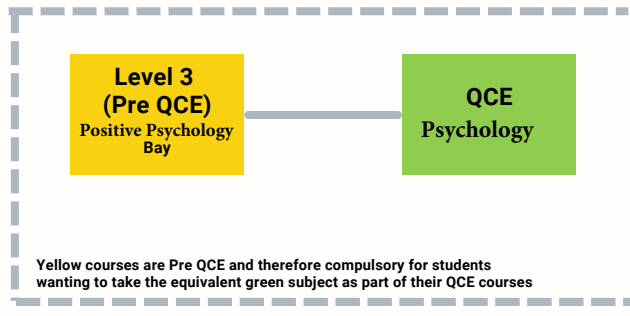 Level 3
(Pre QCE)
Positive Psychology
Bay
QCE
Psychology
Yellow courses are Pre QCE and therefore compulsory for students
wanting to take the equivalent green subject as part of their QCE courses